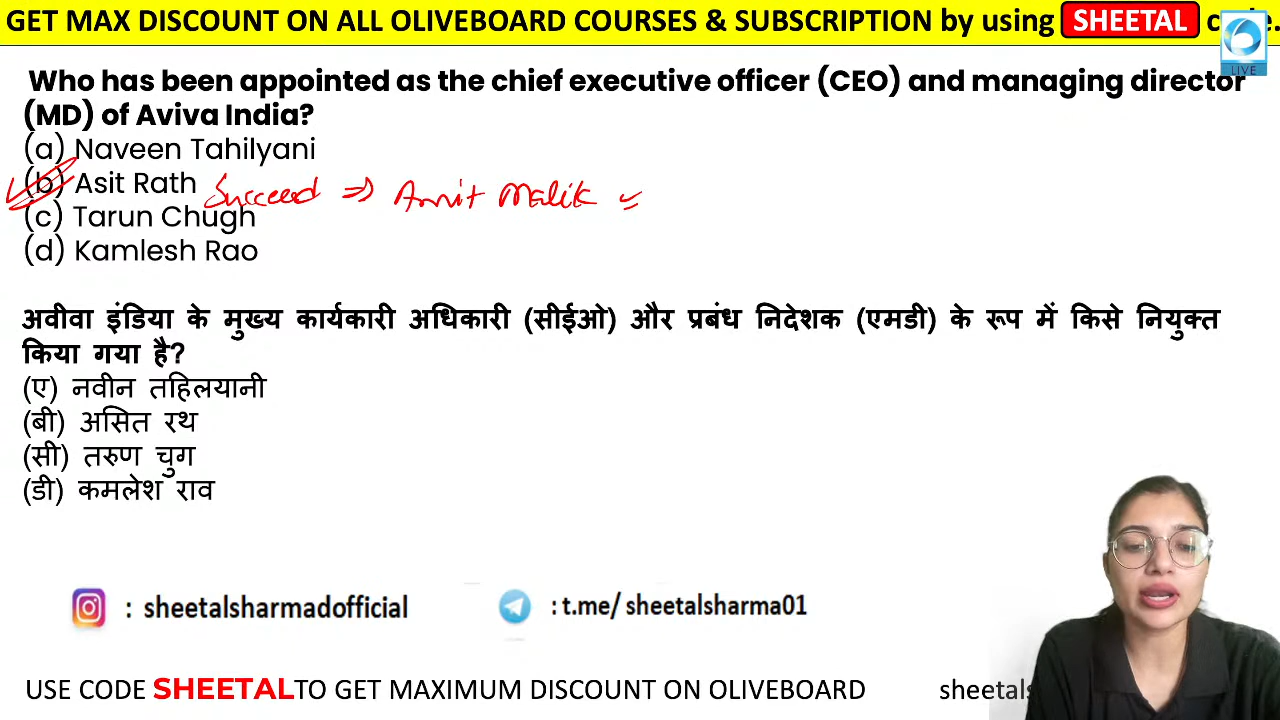 GET MAX DISCOUNT ON ALL OLIVEBOARD COURSES & SUBSCRIPTION by using SHEETAL code.
LIVE
Who has been appointed as the chief executive officer (CEO) and managing director
(MD) of Aviva India?
(a) Naveen Tahilyani
(b) Asit Rath Succeed ⇒ Amit Malik
(c) Tarun Chugh
(d) Kamlesh Rao
अवीवा इंडिया के मुख्य कार्यकारी अधिकारी (सीईओ) और प्रबंध निदेशक (एमडी) के रूप में किसे नियुक्त
किया गया है?
(ए) नवीन तहिलयानी
(बी) असित रथ
(सी) तरुण चुग
(डी) कमलेश राव
: sheetalsharmadofficial : t.me/ sheetalsharma01
USE CODE SHEETAL TO GET MAXIMUM DISCOUNT ON OLIVEBOARD sheetals